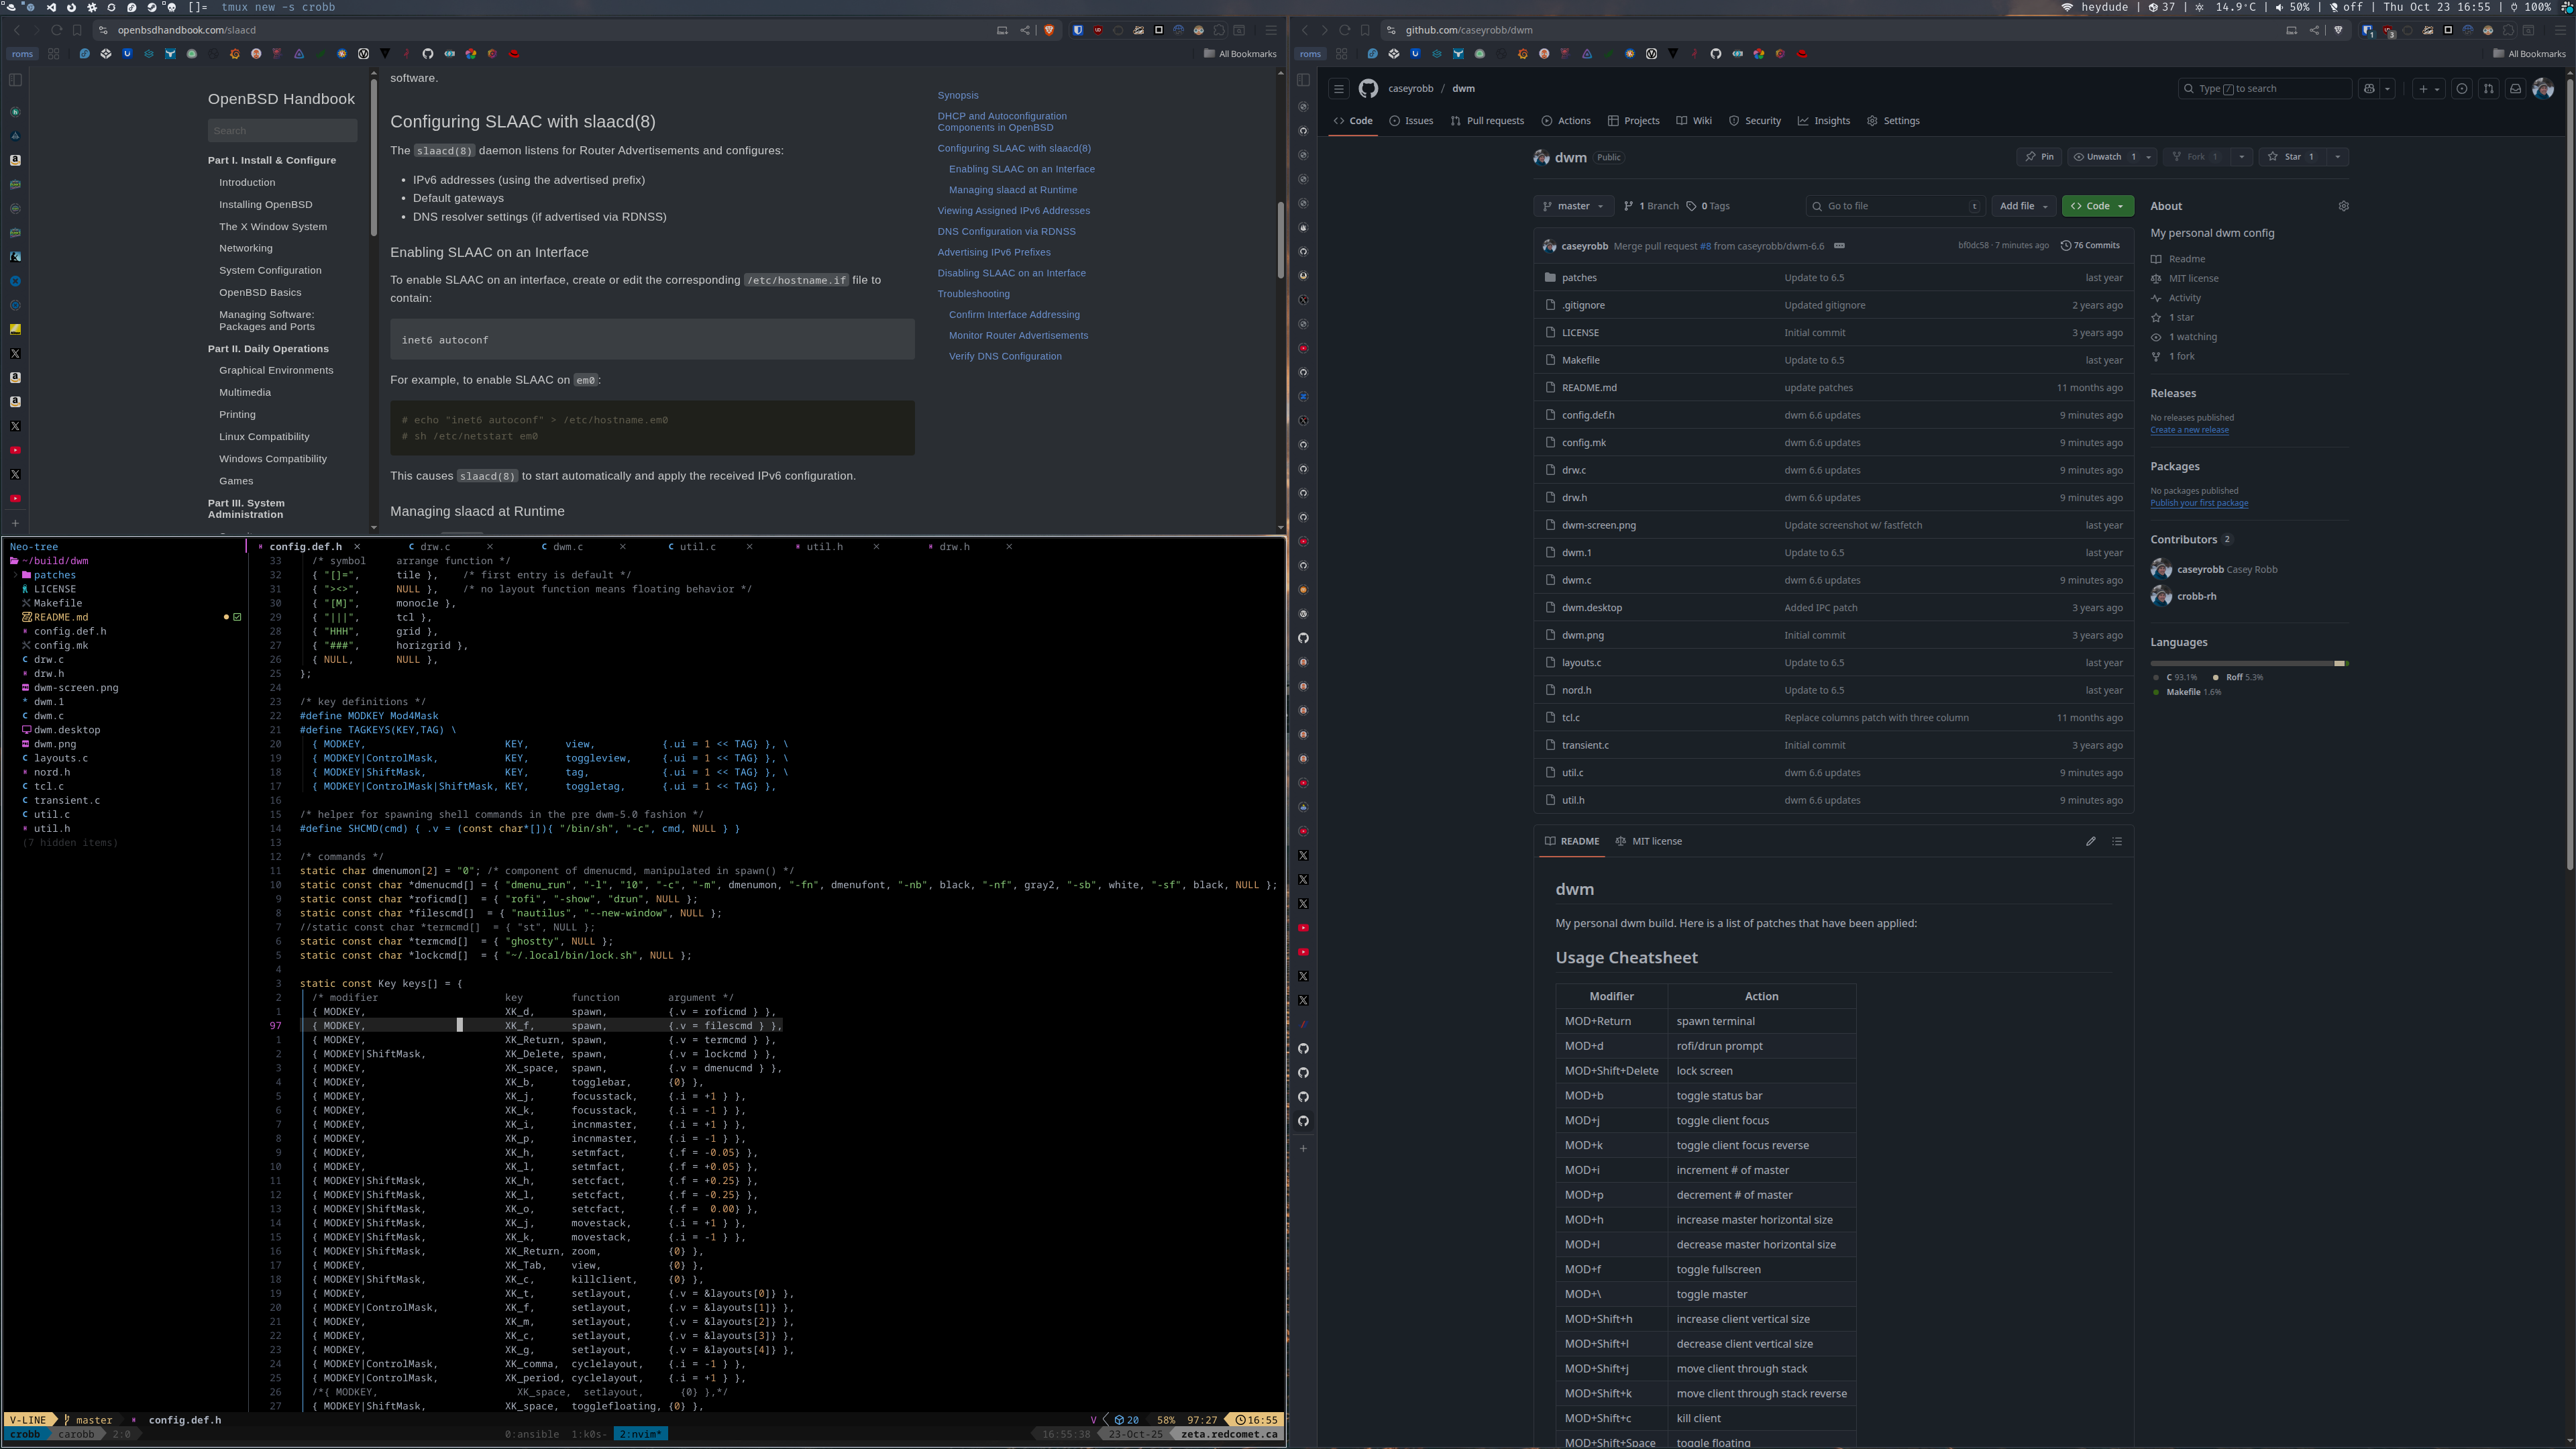 []= tmux new -s crobb
heydude | 37 | 14.9°C | 50% | off | Thu Oct 23 16:55 | 100%
openbsdhandbook.com/slaacd
roms
All Bookmarks
OpenBSD Handbook
Search
Part I. Install & Configure
Introduction
Installing OpenBSD
The X Window System
Networking
System Configuration
OpenBSD Basics
Managing Software:
Packages and Ports
Part II. Daily Operations
Graphical Environments
Multimedia
Printing
Linux Compatibility
Windows Compatibility
Games
Part III. System
Administration
software.
Configuring SLAAC with slaacd(8)
The slaacd(8) daemon listens for Router Advertisements and configures:
• IPv6 addresses (using the advertised prefix)
• Default gateways
• DNS resolver settings (if advertised via RDNSS)
Enabling SLAAC on an Interface
To enable SLAAC on an interface, create or edit the corresponding /etc/hostname.if file to
contain:
inet6 autoconf
For example, to enable SLAAC on em0:
# echo "inet6 autoconf" > /etc/hostname.em0
# sh /etc/netstart em0
This causes slaacd(8) to start automatically and apply the received IPv6 configuration.
Managing slaacd at Runtime
Synopsis
DHCP and Autoconfiguration
Components in OpenBSD
Configuring SLAAC with slaacd(8)
Enabling SLAAC on an Interface
Managing slaacd at Runtime
Viewing Assigned IPv6 Addresses
DNS Configuration via RDNSS
Advertising IPv6 Prefixes
Disabling SLAAC on an Interface
Troubleshooting
Confirm Interface Addressing
Monitor Router Advertisements
Verify DNS Configuration
Neo-tree
~/build/dwm
patches
LICENSE
Makefile
README.md
config.def.h
config.mk
drw.c
drw.h
dwm-screen.png
dwm.1
dwm.c
dwm.desktop
dwm.png
layouts.c
nord.h
tcl.c
transient.c
util.c
util.h
(7 hidden items)
config.def.h × drw.c × dwm.c × util.c × util.h × drw.h ×
33 /* symbol arrange function */
32 { "[]=", tile }, /* first entry is default */
31 { "><>", NULL }, /* no layout function means floating behavior */
30 { "[M]", monocle },
29 { "|||", tcl },
28 { "HHH", grid },
27 { "###", horizgrid },
26 { NULL, NULL },
25 };
24
23 /* key definitions */
22 #define MODKEY Mod4Mask
21 #define TAGKEYS(KEY,TAG) \
20 { MODKEY, KEY, view, {.ui = 1 << TAG} }, \
19 { MODKEY|ControlMask, KEY, toggleview, {.ui = 1 << TAG} }, \
18 { MODKEY|ShiftMask, KEY, tag, {.ui = 1 << TAG} }, \
17 { MODKEY|ControlMask|ShiftMask, KEY, toggletag, {.ui = 1 << TAG} },
16
15 /* helper for spawning shell commands in the pre dwm-5.0 fashion */
14 #define SHCMD(cmd) { .v = (const char*[]){ "/bin/sh", "-c", cmd, NULL } }
13
12 /* commands */
11 static char dmenumon[2] = "0"; /* component of dmenucmd, manipulated in spawn() */
10 static const char *dmenucmd[] = { "dmenu_run", "-l", "10", "-c", "-m", dmenumon, "-fn", dmenufont, "-nb", black, "-nf", gray2, "-sb", white, "-sf", black, NULL };
9 static const char *roficmd[] = { "rofi", "-show", "drun", NULL };
8 static const char *filescmd[] = { "nautilus", "--new-window", NULL };
7 //static const char *termcmd[] = { "st", NULL };
6 static const char *termcmd[] = { "ghostty", NULL };
5 static const char *lockcmd[] = { "~/.local/bin/lock.sh", NULL };
4
3 static const Key keys[] = {
2 /* modifier key function argument */
1 { MODKEY, XK_d, spawn, {.v = roficmd } },
97 { MODKEY, XK_f, spawn, {.v = filescmd } },
1 { MODKEY, XK_Return, spawn, {.v = termcmd } },
2 { MODKEY|ShiftMask, XK_Delete, spawn, {.v = lockcmd } },
3 { MODKEY, XK_space, spawn, {.v = dmenucmd } },
4 { MODKEY, XK_b, togglebar, {0} },
5 { MODKEY, XK_j, focusstack, {.i = +1 } },
6 { MODKEY, XK_k, focusstack, {.i = -1 } },
7 { MODKEY, XK_i, incnmaster, {.i = +1 } },
8 { MODKEY, XK_p, incnmaster, {.i = -1 } },
9 { MODKEY, XK_h, setmfact, {.f = -0.05} },
10 { MODKEY, XK_l, setmfact, {.f = +0.05} },
11 { MODKEY|ShiftMask, XK_h, setcfact, {.f = +0.25} },
12 { MODKEY|ShiftMask, XK_l, setcfact, {.f = -0.25} },
13 { MODKEY|ShiftMask, XK_o, setcfact, {.f = 0.00} },
14 { MODKEY|ShiftMask, XK_j, movestack, {.i = +1 } },
15 { MODKEY|ShiftMask, XK_k, movestack, {.i = -1 } },
16 { MODKEY|ShiftMask, XK_Return, zoom, {0} },
17 { MODKEY, XK_Tab, view, {0} },
18 { MODKEY|ShiftMask, XK_c, killclient, {0} },
19 { MODKEY, XK_t, setlayout, {.v = &layouts[0]} },
20 { MODKEY|ControlMask, XK_f, setlayout, {.v = &layouts[1]} },
21 { MODKEY, XK_m, setlayout, {.v = &layouts[2]} },
22 { MODKEY, XK_c, setlayout, {.v = &layouts[3]} },
23 { MODKEY, XK_g, setlayout, {.v = &layouts[4]} },
24 { MODKEY|ControlMask, XK_comma, cyclelayout, {.i = -1 } },
25 { MODKEY|ControlMask, XK_period, cyclelayout, {.i = +1 } },
26 /*{ MODKEY, XK_space, setlayout, {0} },*/
27 { MODKEY|ShiftMask, XK_space, togglefloating, {0} },
V-LINE master config.def.h V 20 58% 97:27 16:55
crobb carobb 2:0 0:ansible 1:k0s- 2:nvim* 16:55:38 23-Oct-25 zeta.redcomet.ca
github.com/caseyrobb/dwm
roms
All Bookmarks
caseyrobb / dwm
Type / to search
Code Issues Pull requests Actions Projects Wiki Security Insights Settings
dwm Public
Pin Unwatch 1 Fork 1 Star 1
master 1 Branch 0 Tags Go to file t Add file Code
caseyrobb Merge pull request #8 from caseyrobb/dwm-6.6 bf0dc58 · 7 minutes ago 76 Commits
patches Update to 6.5 last year
.gitignore Updated gitignore 2 years ago
LICENSE Initial commit 3 years ago
Makefile Update to 6.5 last year
README.md update patches 11 months ago
config.def.h dwm 6.6 updates 9 minutes ago
config.mk dwm 6.6 updates 9 minutes ago
drw.c dwm 6.6 updates 9 minutes ago
drw.h dwm 6.6 updates 9 minutes ago
dwm-screen.png Update screenshot w/ fastfetch last year
dwm.1 Update to 6.5 last year
dwm.c dwm 6.6 updates 9 minutes ago
dwm.desktop Added IPC patch 3 years ago
dwm.png Initial commit 3 years ago
layouts.c Update to 6.5 last year
nord.h Update to 6.5 last year
tcl.c Replace columns patch with three column 11 months ago
transient.c Initial commit 3 years ago
util.c dwm 6.6 updates 9 minutes ago
util.h dwm 6.6 updates 9 minutes ago
README MIT license
dwm
My personal dwm build. Here is a list of patches that have been applied:
Usage Cheatsheet
Modifier Action
MOD+Return spawn terminal
MOD+d rofi/drun prompt
MOD+Shift+Delete lock screen
MOD+b toggle status bar
MOD+j toggle client focus
MOD+k toggle client focus reverse
MOD+i increment # of master
MOD+p decrement # of master
MOD+h increase master horizontal size
MOD+l decrease master horizontal size
MOD+f toggle fullscreen
MOD+\ toggle master
MOD+Shift+h increase client vertical size
MOD+Shift+l decrease client vertical size
MOD+Shift+j move client through stack
MOD+Shift+k move client through stack reverse
MOD+Shift+c kill client
MOD+Shift+Space toggle floating
About
My personal dwm config
Readme
MIT license
Activity
1 star
1 watching
1 fork
Releases
No releases published
Create a new release
Packages
No packages published
Publish your first package
Contributors 2
caseyrobb Casey Robb
crobb-rh
Languages
C 93.1% Roff 5.3%
Makefile 1.6%